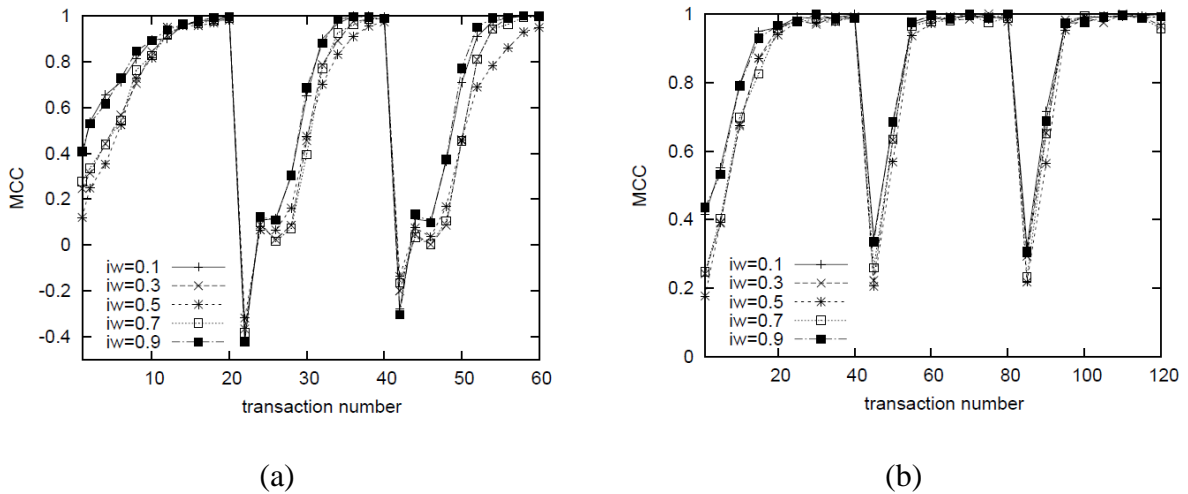 1
0.8
0.6
0.4
0.2
0
-0.2
-0.4
MCC
iw=0.1
iw=0.3
iw=0.5
iw=0.7
iw=0.9
10 20 30 40 50 60
transaction number
(a)
1
0.8
0.6
0.4
0.2
0
MCC
iw=0.1
iw=0.3
iw=0.5
iw=0.7
iw=0.9
20 40 60 80 100 120
transaction number
(b)